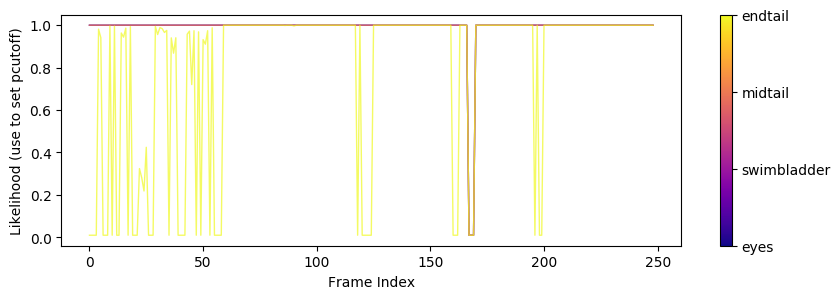 Likelihood (use to set pcutoff)
1.0
0.8
0.6
0.4
0.2
0.0
0
50
100
150
200
250
Frame Index
endtail
midtail
swimbladder
eyes